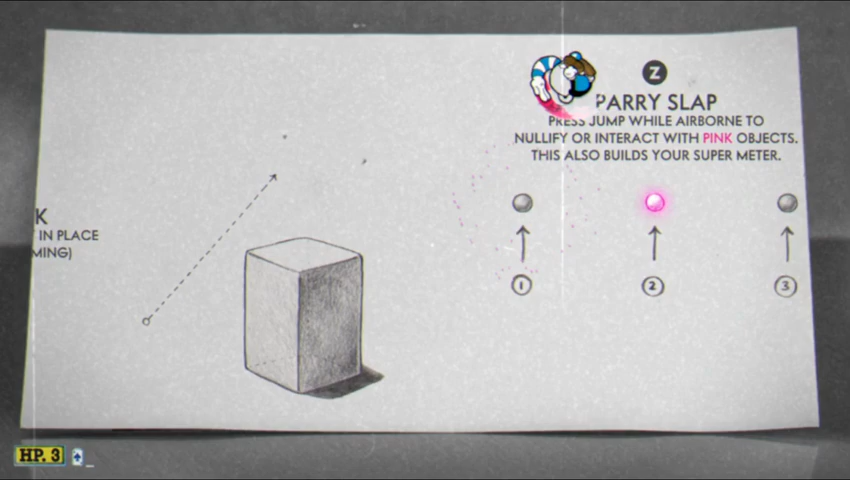 K
IN PLACE
MING)
Z
PARRY SLAP
PRESS JUMP WHILE AIRBORNE TO
NULLIFY OR INTERACT WITH PINK OBJECTS.
THIS ALSO BUILDS YOUR SUPER METER.
1 2 3
HP. 3